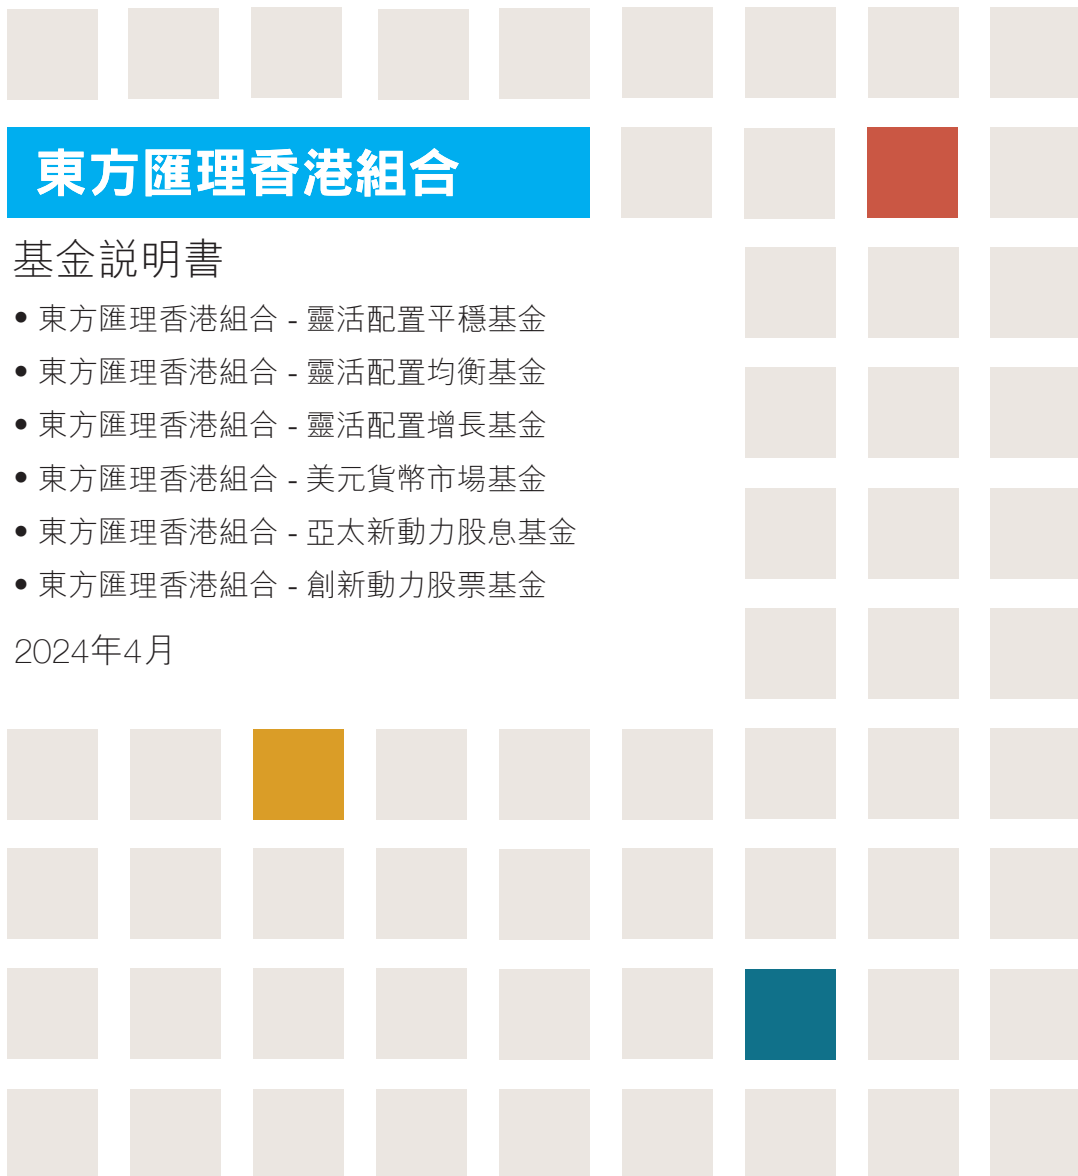 東方匯理香港組合
基金説明書
• 東方匯理香港組合 - 靈活配置平穩基金
• 東方匯理香港組合 - 靈活配置均衡基金
• 東方匯理香港組合 - 靈活配置增長基金
• 東方匯理香港組合 - 美元貨幣市場基金
• 東方匯理香港組合 - 亞太新動力股息基金
• 東方匯理香港組合 - 創新動力股票基金
2024年4月